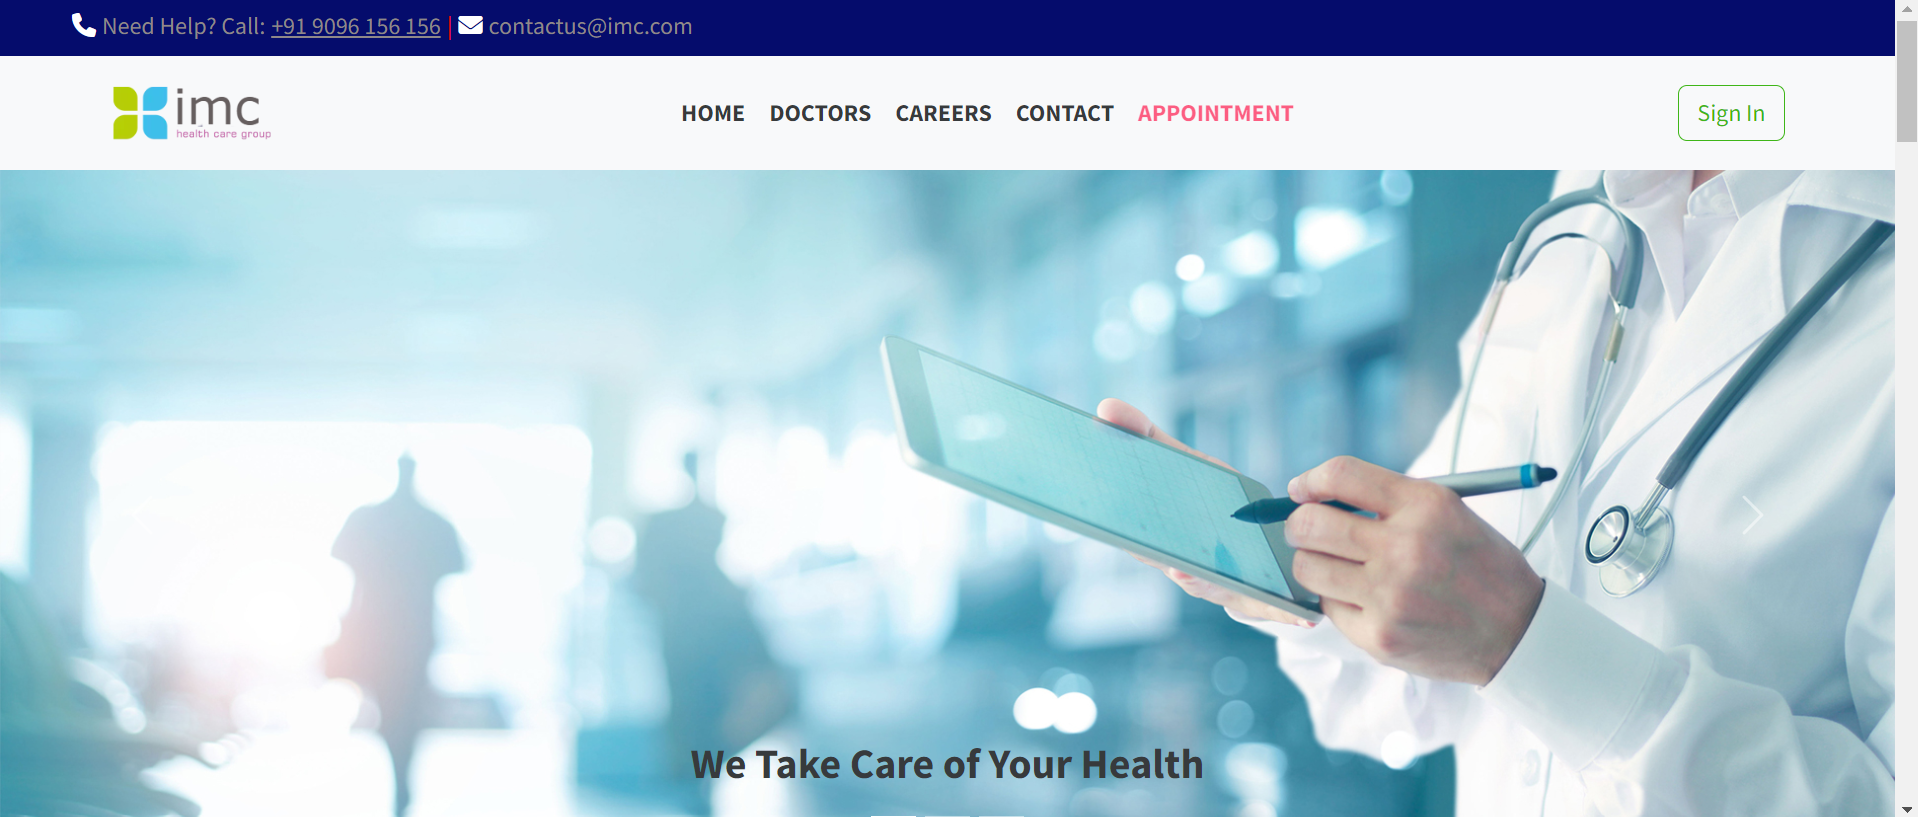 Need Help? Call: +91 9096 156 156 | contactus@imc.com
imc
health care group
HOME DOCTORS CAREERS CONTACT APPOINTMENT
Sign In
We Take Care of Your Health